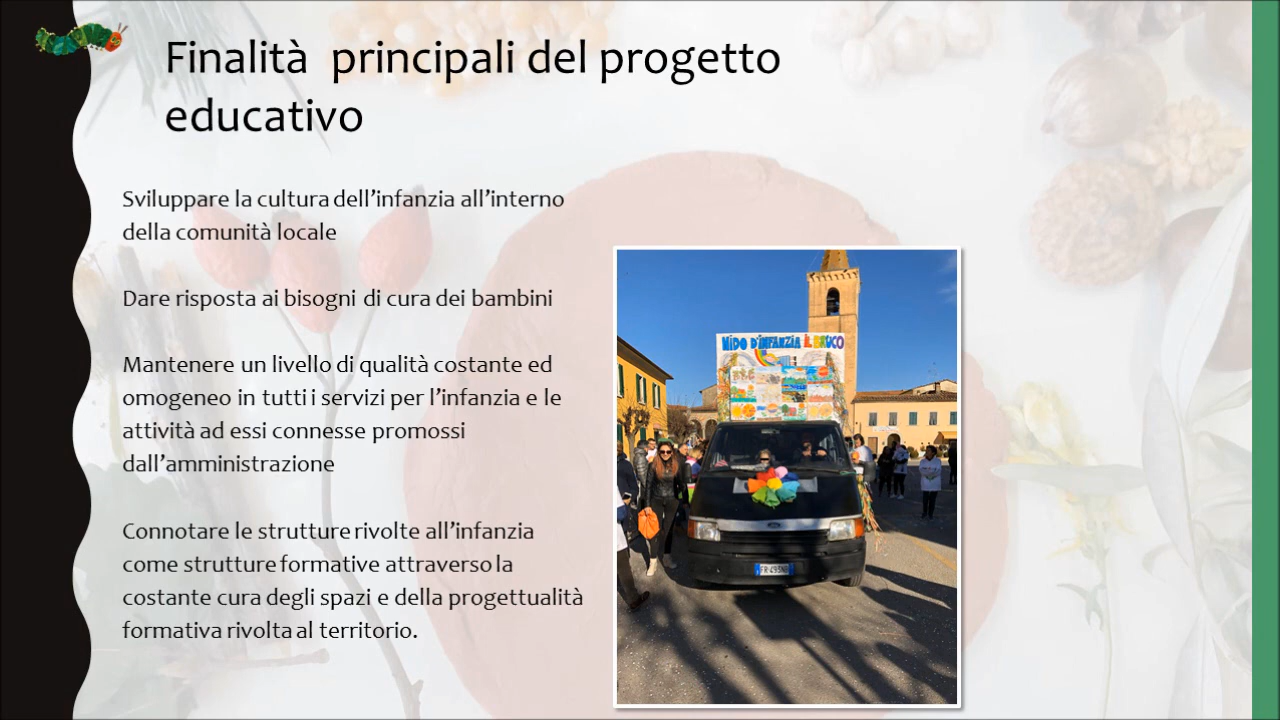 Finalità principali del progetto
educativo
Sviluppare la cultura dell’infanzia all’interno
della comunità locale
Dare risposta ai bisogni di cura dei bambini
Mantenere un livello di qualità costante ed
omogeneo in tutti i servizi per l’infanzia e le
attività ad essi connesse promossi
dall’amministrazione
Connotare le strutture rivolte all’infanzia
come strutture formative attraverso la
costante cura degli spazi e della progettualità
formativa rivolta al territorio.
NIDO D'INFANZIA IL BRUCO